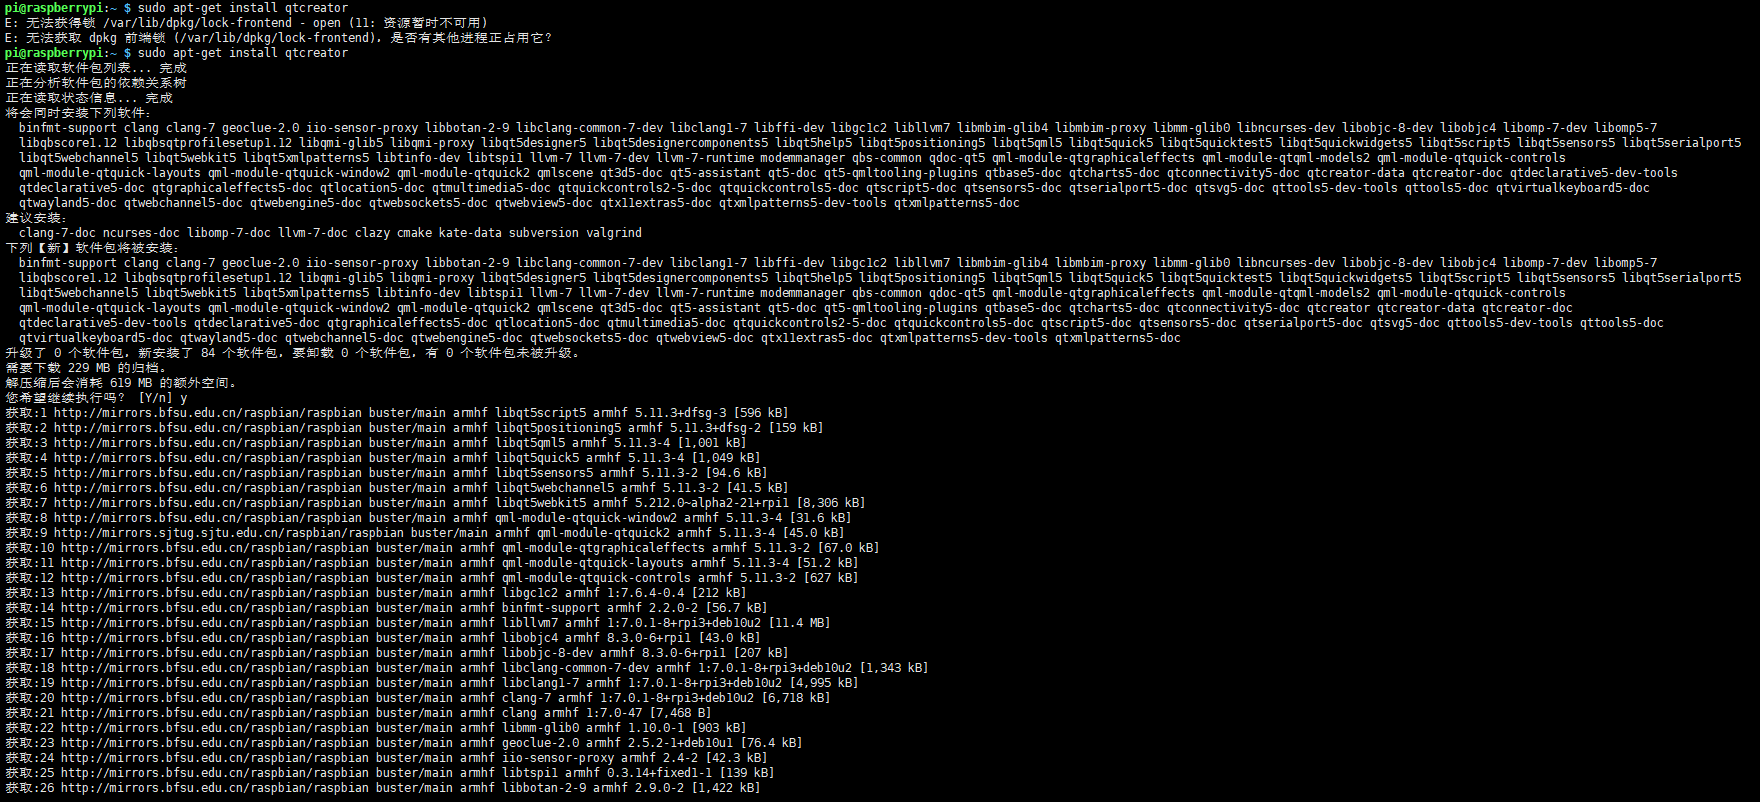 pi@raspberrypi:~ $ sudo apt-get install qtcreator
E: 无法获得锁 /var/lib/dpkg/lock-frontend - open (11: 资源暂时不可用)
E: 无法获取 dpkg 前端锁 (/var/lib/dpkg/lock-frontend)，是否有其他进程正占用它？
pi@raspberrypi:~ $ sudo apt-get install qtcreator
正在读取软件包列表... 完成
正在分析软件包的依赖关系树
正在读取状态信息... 完成
将会同时安装下列软件：
binfmt-support clang clang-7 geoclue-2.0 iio-sensor-proxy libbotan-2-9 libclang-common-7-dev libclang1-7 libffi-dev libgc1c2 libllvm7 libmbim-glib4 libmbim-proxy libmm-glib0 libncurses-dev libobjc-8-dev libobjc4 libomp-7-dev libomp5-7
libqbscore1.12 libqbsqtprofilesetup1.12 libqmi-glib5 libqmi-proxy libqt5designer5 libqt5designercomponents5 libqt5help5 libqt5positioning5 libqt5qml5 libqt5quick5 libqt5quicktest5 libqt5quickwidgets5 libqt5script5 libqt5sensors5 libqt5serialport5
libqt5webchannel5 libqt5webkit5 libqt5xmlpatterns5 libtinfo-dev libtspi1 llvm-7 llvm-7-dev llvm-7-runtime modemmanager qbs-common qdoc-qt5 qml-module-qtgraphicaleffects qml-module-qtqml-models2 qml-module-qtquick-controls
qml-module-qtquick-layouts qml-module-qtquick-window2 qml-module-qtquick2 qmlscene qt3d5-doc qt5-assistant qt5-doc qt5-qmltooling-plugins qtbase5-doc qtcharts5-doc qtconnectivity5-doc qtcreator-data qtcreator-doc qtdeclarative5-dev-tools
qtdeclarative5-doc qtgraphicaleffects5-doc qtlocation5-doc qtmultimedia5-doc qtquickcontrols2-5-doc qtquickcontrols5-doc qtscript5-doc qtsensors5-doc qtserialport5-doc qtsvg5-doc qttools5-dev-tools qttools5-doc qtvirtualkeyboard5-doc
qtwayland5-doc qtwebchannel5-doc qtwebengine5-doc qtwebsockets5-doc qtwebview5-doc qtx11extras5-doc qtxmlpatterns5-dev-tools qtxmlpatterns5-doc
建议安装：
clang-7-doc ncurses-doc libomp-7-doc llvm-7-doc clazy cmake kate-data subversion valgrind
下列【新】软件包将被安装：
binfmt-support clang clang-7 geoclue-2.0 iio-sensor-proxy libbotan-2-9 libclang-common-7-dev libclang1-7 libffi-dev libgc1c2 libllvm7 libmbim-glib4 libmbim-proxy libmm-glib0 libncurses-dev libobjc-8-dev libobjc4 libomp-7-dev libomp5-7
libqbscore1.12 libqbsqtprofilesetup1.12 libqmi-glib5 libqmi-proxy libqt5designer5 libqt5designercomponents5 libqt5help5 libqt5positioning5 libqt5qml5 libqt5quick5 libqt5quicktest5 libqt5quickwidgets5 libqt5script5 libqt5sensors5 libqt5serialport5
libqt5webchannel5 libqt5webkit5 libqt5xmlpatterns5 libtinfo-dev libtspi1 llvm-7 llvm-7-dev llvm-7-runtime modemmanager qbs-common qdoc-qt5 qml-module-qtgraphicaleffects qml-module-qtqml-models2 qml-module-qtquick-controls
qml-module-qtquick-layouts qml-module-qtquick-window2 qml-module-qtquick2 qmlscene qt3d5-doc qt5-assistant qt5-doc qt5-qmltooling-plugins qtbase5-doc qtcharts5-doc qtconnectivity5-doc qtcreator qtcreator-data qtcreator-doc
qtdeclarative5-dev-tools qtdeclarative5-doc qtgraphicaleffects5-doc qtlocation5-doc qtmultimedia5-doc qtquickcontrols2-5-doc qtquickcontrols5-doc qtscript5-doc qtsensors5-doc qtserialport5-doc qtsvg5-doc qttools5-dev-tools qttools5-doc
qtvirtualkeyboard5-doc qtwayland5-doc qtwebchannel5-doc qtwebengine5-doc qtwebsockets5-doc qtwebview5-doc qtx11extras5-doc qtxmlpatterns5-dev-tools qtxmlpatterns5-doc
升级了 0 个软件包，新安装了 84 个软件包，要卸载 0 个软件包，有 0 个软件包未被升级。
需要下载 229 MB 的归档。
解压缩后会消耗 619 MB 的额外空间。
您希望继续执行吗？ [Y/n] y
获取:1 http://mirrors.bfsu.edu.cn/raspbian/raspbian buster/main armhf libqt5script5 armhf 5.11.3+dfsg-3 [596 kB]
获取:2 http://mirrors.bfsu.edu.cn/raspbian/raspbian buster/main armhf libqt5positioning5 armhf 5.11.3+dfsg-2 [159 kB]
获取:3 http://mirrors.bfsu.edu.cn/raspbian/raspbian buster/main armhf libqt5qml5 armhf 5.11.3-4 [1,001 kB]
获取:4 http://mirrors.bfsu.edu.cn/raspbian/raspbian buster/main armhf libqt5quick5 armhf 5.11.3-4 [1,049 kB]
获取:5 http://mirrors.bfsu.edu.cn/raspbian/raspbian buster/main armhf libqt5sensors5 armhf 5.11.3-2 [94.6 kB]
获取:6 http://mirrors.bfsu.edu.cn/raspbian/raspbian buster/main armhf libqt5webchannel5 armhf 5.11.3-2 [41.5 kB]
获取:7 http://mirrors.bfsu.edu.cn/raspbian/raspbian buster/main armhf libqt5webkit5 armhf 5.212.0~alpha2-21+rpi1 [8,306 kB]
获取:8 http://mirrors.bfsu.edu.cn/raspbian/raspbian buster/main armhf qml-module-qtquick-window2 armhf 5.11.3-4 [31.6 kB]
获取:9 http://mirrors.sjtug.sjtu.edu.cn/raspbian/raspbian buster/main armhf qml-module-qtquick2 armhf 5.11.3-4 [45.0 kB]
获取:10 http://mirrors.bfsu.edu.cn/raspbian/raspbian buster/main armhf qml-module-qtgraphicaleffects armhf 5.11.3-2 [67.0 kB]
获取:11 http://mirrors.bfsu.edu.cn/raspbian/raspbian buster/main armhf qml-module-qtquick-layouts armhf 5.11.3-4 [51.2 kB]
获取:12 http://mirrors.bfsu.edu.cn/raspbian/raspbian buster/main armhf qml-module-qtquick-controls armhf 5.11.3-2 [627 kB]
获取:13 http://mirrors.bfsu.edu.cn/raspbian/raspbian buster/main armhf libgc1c2 armhf 1:7.6.4-0.4 [212 kB]
获取:14 http://mirrors.bfsu.edu.cn/raspbian/raspbian buster/main armhf binfmt-support armhf 2.2.0-2 [56.7 kB]
获取:15 http://mirrors.bfsu.edu.cn/raspbian/raspbian buster/main armhf libllvm7 armhf 1:7.0.1-8+rpi3+deb10u2 [11.4 MB]
获取:16 http://mirrors.bfsu.edu.cn/raspbian/raspbian buster/main armhf libobjc4 armhf 8.3.0-6+rpi1 [43.0 kB]
获取:17 http://mirrors.bfsu.edu.cn/raspbian/raspbian buster/main armhf libobjc-8-dev armhf 8.3.0-6+rpi1 [207 kB]
获取:18 http://mirrors.bfsu.edu.cn/raspbian/raspbian buster/main armhf libclang-common-7-dev armhf 1:7.0.1-8+rpi3+deb10u2 [1,343 kB]
获取:19 http://mirrors.bfsu.edu.cn/raspbian/raspbian buster/main armhf libclang1-7 armhf 1:7.0.1-8+rpi3+deb10u2 [4,995 kB]
获取:20 http://mirrors.bfsu.edu.cn/raspbian/raspbian buster/main armhf clang-7 armhf 1:7.0.1-8+rpi3+deb10u2 [6,718 kB]
获取:21 http://mirrors.bfsu.edu.cn/raspbian/raspbian buster/main armhf clang armhf 1:7.0-47 [7,468 B]
获取:22 http://mirrors.bfsu.edu.cn/raspbian/raspbian buster/main armhf libmm-glib0 armhf 1.10.0-1 [903 kB]
获取:23 http://mirrors.bfsu.edu.cn/raspbian/raspbian buster/main armhf geoclue-2.0 armhf 2.5.2-1+deb10u1 [76.4 kB]
获取:24 http://mirrors.bfsu.edu.cn/raspbian/raspbian buster/main armhf iio-sensor-proxy armhf 2.4-2 [42.3 kB]
获取:25 http://mirrors.bfsu.edu.cn/raspbian/raspbian buster/main armhf libtspi1 armhf 0.3.14+fixed1-1 [139 kB]
获取:26 http://mirrors.bfsu.edu.cn/raspbian/raspbian buster/main armhf libbotan-2-9 armhf 2.9.0-2 [1,422 kB]